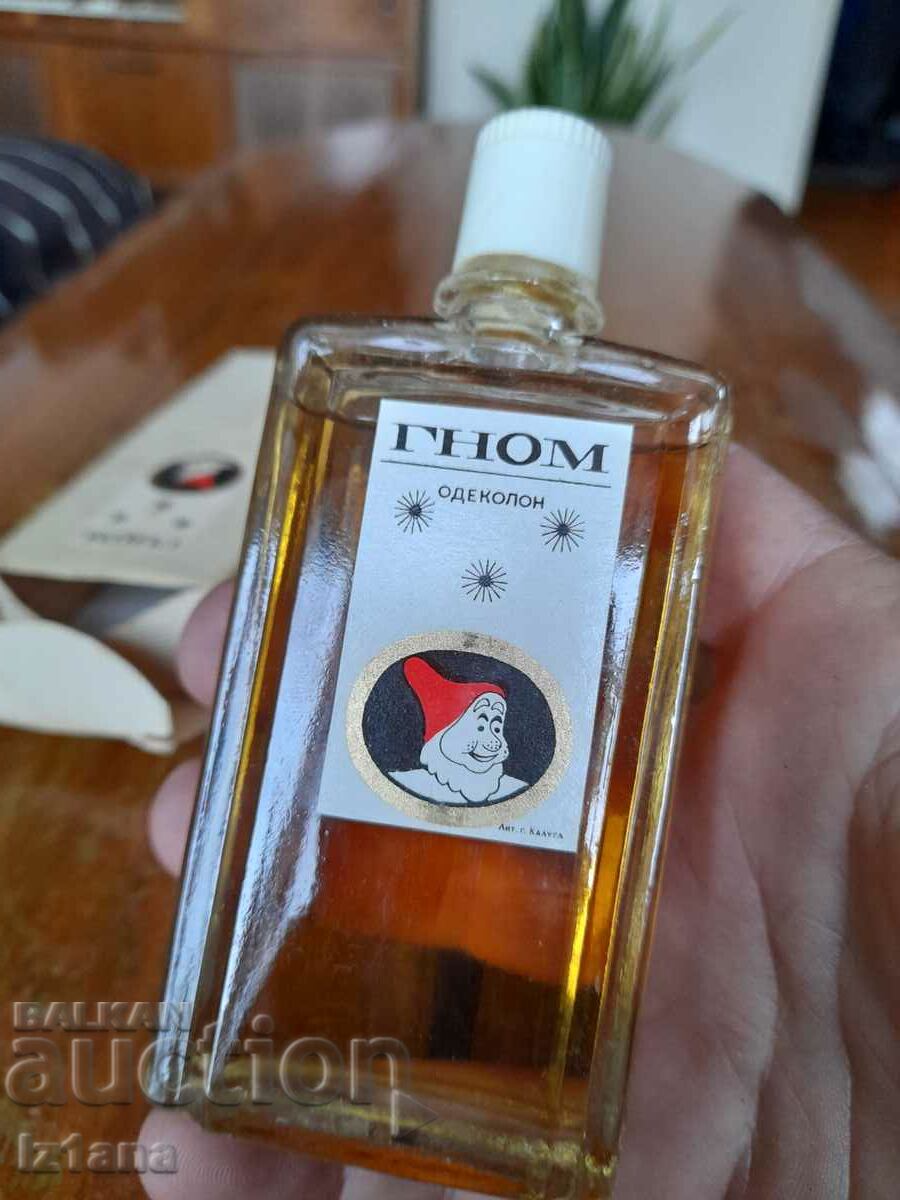 ГНОМ
ОДЕКОЛОН
Лит. г. Калуга
BALKAN
auction
Iz1ana